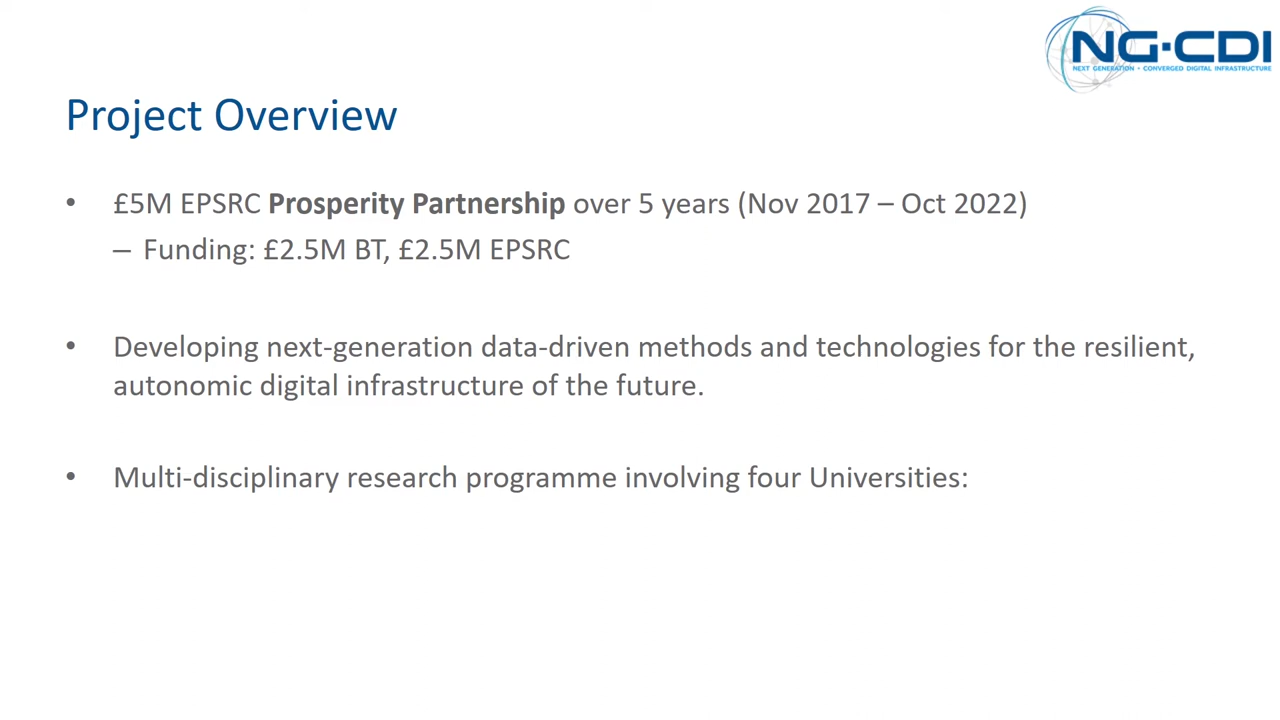 NG·CDI
NEXT GENERATION · CONVERGED DIGITAL INFRASTRUCTURE
Project Overview
• £5M EPSRC Prosperity Partnership over 5 years (Nov 2017 – Oct 2022)
– Funding: £2.5M BT, £2.5M EPSRC
• Developing next-generation data-driven methods and technologies for the resilient,
autonomic digital infrastructure of the future.
• Multi-disciplinary research programme involving four Universities: